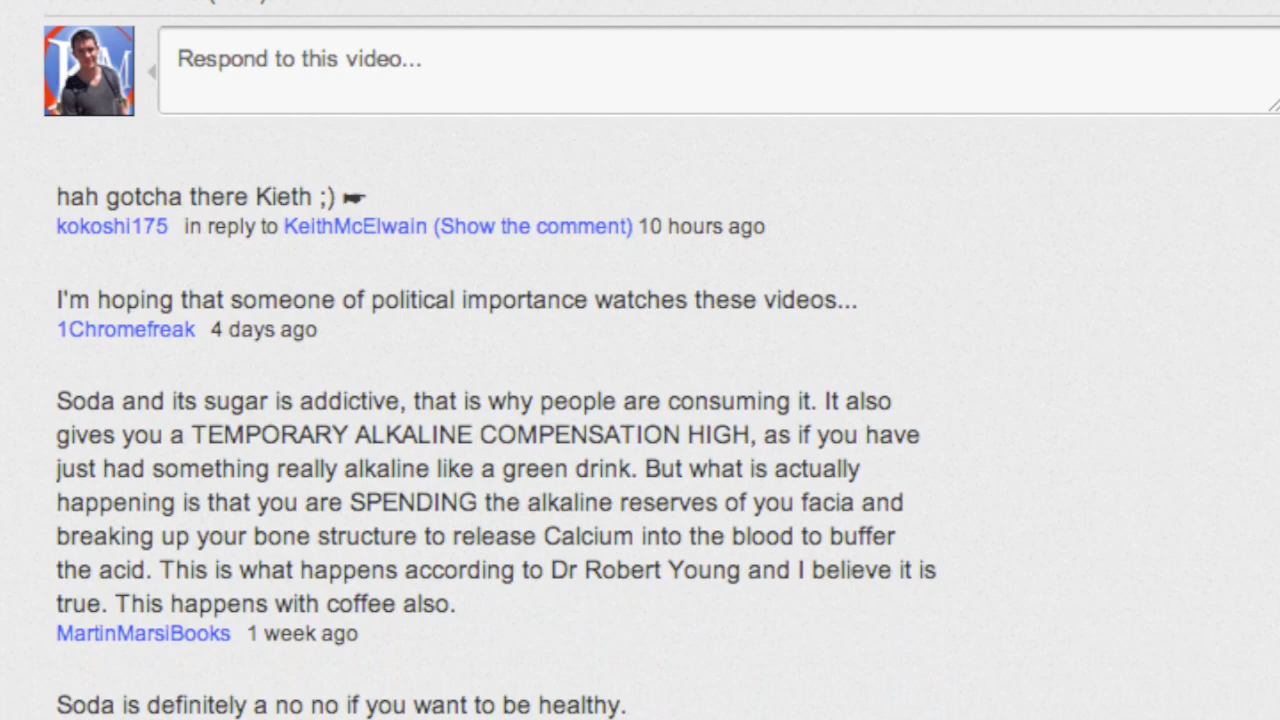 Respond to this video...
hah gotcha there Kieth ;)
kokoshi175 in reply to KeithMcElwain (Show the comment) 10 hours ago
I'm hoping that someone of political importance watches these videos...
1Chromefreak 4 days ago
Soda and its sugar is addictive, that is why people are consuming it. It also
gives you a TEMPORARY ALKALINE COMPENSATION HIGH, as if you have
just had something really alkaline like a green drink. But what is actually
happening is that you are SPENDING the alkaline reserves of you facia and
breaking up your bone structure to release Calcium into the blood to buffer
the acid. This is what happens according to Dr Robert Young and I believe it is
true. This happens with coffee also.
MartinMarsiBooks 1 week ago
Soda is definitely a no no if you want to be healthy.